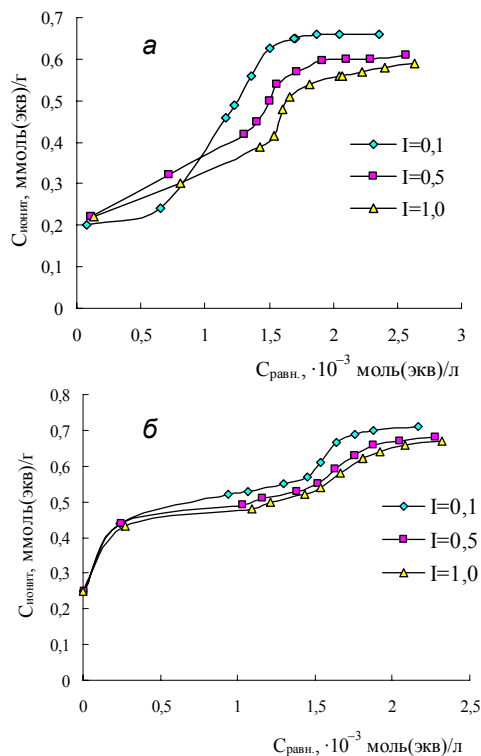 а
0,7
0,6
0,5
0,4
0,3
0,2
0,1
0
Сионит, ммоль(экв)/г
I=0,1
I=0,5
I=1,0
0 0,5 1 1,5 2 2,5 3
Сравн., ·10⁻³ моль(экв)/л
б
0,8
0,7
0,6
0,5
0,4
0,3
0,2
0,1
0
Сионит, ммоль(экв)/г
I=0,1
I=0,5
I=1,0
0 0,5 1 1,5 2 2,5
Сравн., ·10⁻³ моль(экв)/л